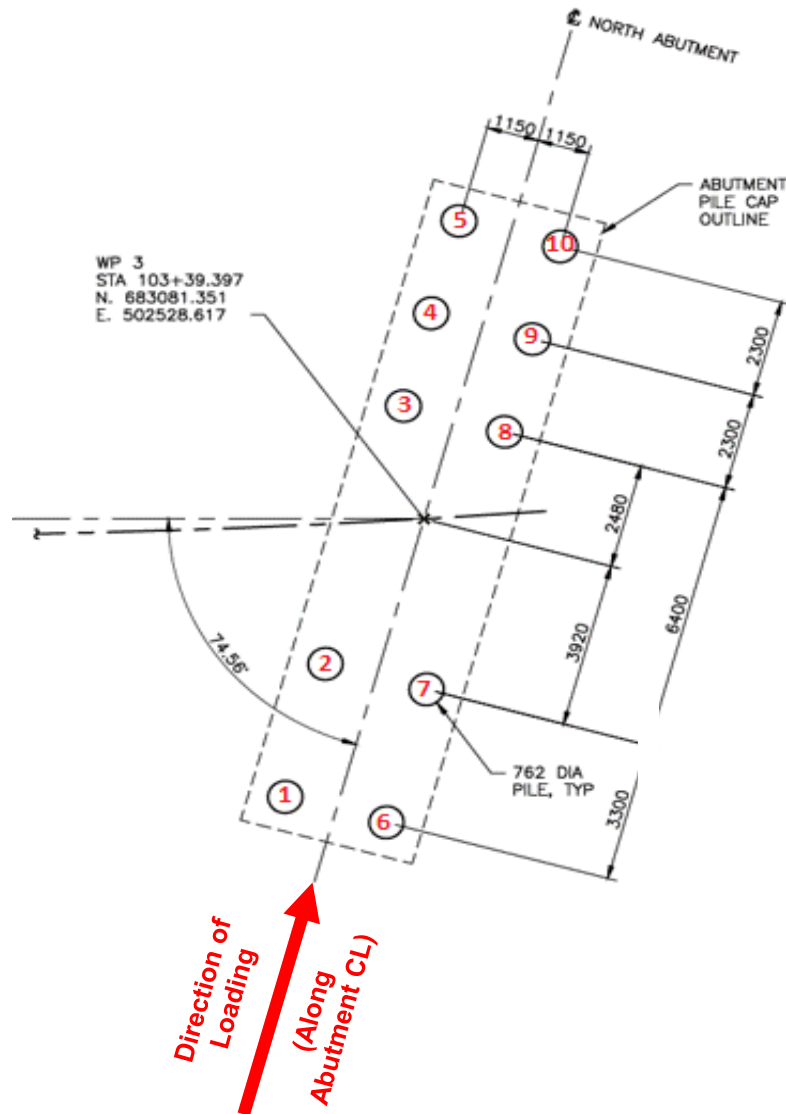 ℄ NORTH ABUTMENT
1150
1150
ABUTMENT
PILE CAP
OUTLINE
5
10
WP 3
STA 103+39.397
N. 683081.351
E. 502528.617
4
9
3
8
2300
2300
2480
6400
3920
74.56°
2
7
762 DIA
PILE, TYP
1
6
3300
Direction of
Loading
(Along
Abutment CL)